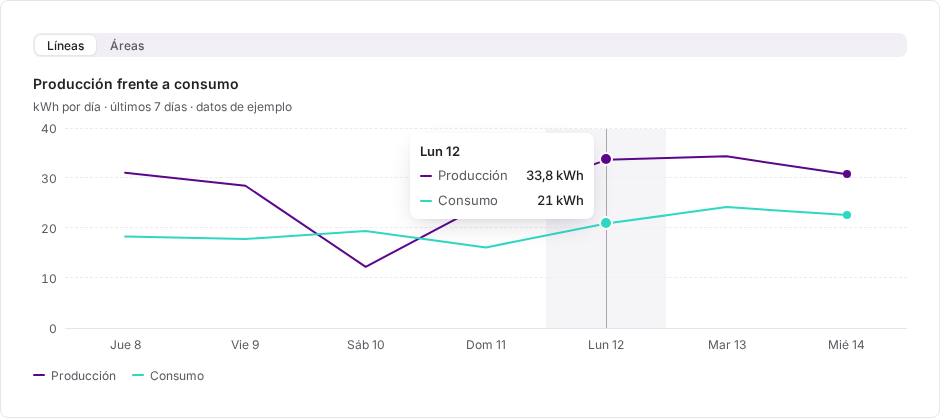 Líneas Áreas
Producción frente a consumo
kWh por día · últimos 7 días · datos de ejemplo
40
30
20
10
0
Lun 12
Producción 33,8 kWh
Consumo 21 kWh
Jue 8 Vie 9 Sáb 10 Dom 11 Lun 12 Mar 13 Mié 14
Producción Consumo